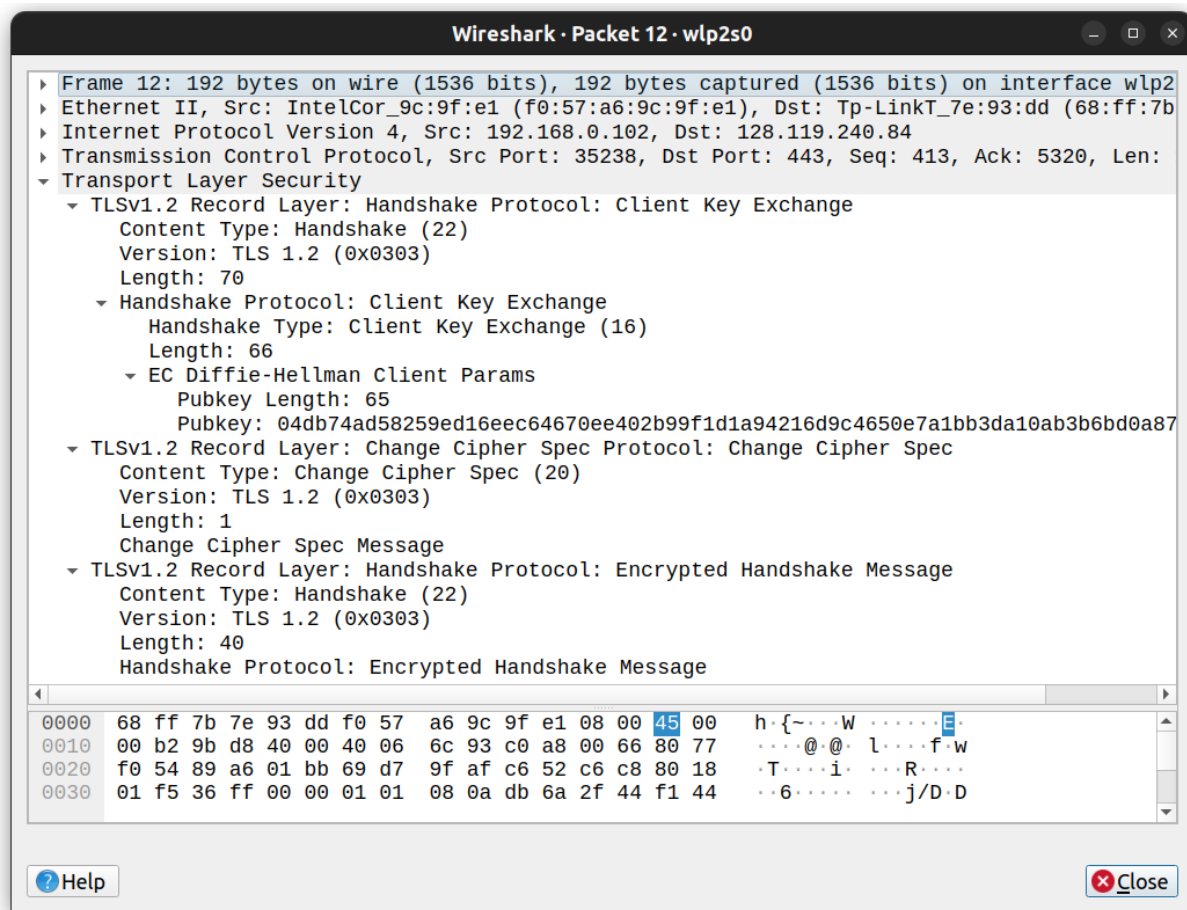 Wireshark · Packet 12 · wlp2s0
Frame 12: 192 bytes on wire (1536 bits), 192 bytes captured (1536 bits) on interface wlp2
Ethernet II, Src: IntelCor_9c:9f:e1 (f0:57:a6:9c:9f:e1), Dst: Tp-LinkT_7e:93:dd (68:ff:7b
Internet Protocol Version 4, Src: 192.168.0.102, Dst: 128.119.240.84
Transmission Control Protocol, Src Port: 35238, Dst Port: 443, Seq: 413, Ack: 5320, Len:
Transport Layer Security
TLSv1.2 Record Layer: Handshake Protocol: Client Key Exchange
Content Type: Handshake (22)
Version: TLS 1.2 (0x0303)
Length: 70
Handshake Protocol: Client Key Exchange
Handshake Type: Client Key Exchange (16)
Length: 66
EC Diffie-Hellman Client Params
Pubkey Length: 65
Pubkey: 04db74ad58259ed16eec64670ee402b99f1d1a94216d9c4650e7a1bb3da10ab3b6bd0a87
TLSv1.2 Record Layer: Change Cipher Spec Protocol: Change Cipher Spec
Content Type: Change Cipher Spec (20)
Version: TLS 1.2 (0x0303)
Length: 1
Change Cipher Spec Message
TLSv1.2 Record Layer: Handshake Protocol: Encrypted Handshake Message
Content Type: Handshake (22)
Version: TLS 1.2 (0x0303)
Length: 40
Handshake Protocol: Encrypted Handshake Message
0000 68 ff 7b 7e 93 dd f0 57 a6 9c 9f e1 08 00 45 00 h·{~···W ······E·
0010 00 b2 9b d8 40 00 40 06 6c 93 c0 a8 00 66 80 77 ····@·@· l····f·w
0020 f0 54 89 a6 01 bb 69 d7 9f af c6 52 c6 c8 80 18 ·T····i· ···R····
0030 01 f5 36 ff 00 00 01 01 08 0a db 6a 2f 44 f1 44 ··6····· ···j/D·D
Help
Close